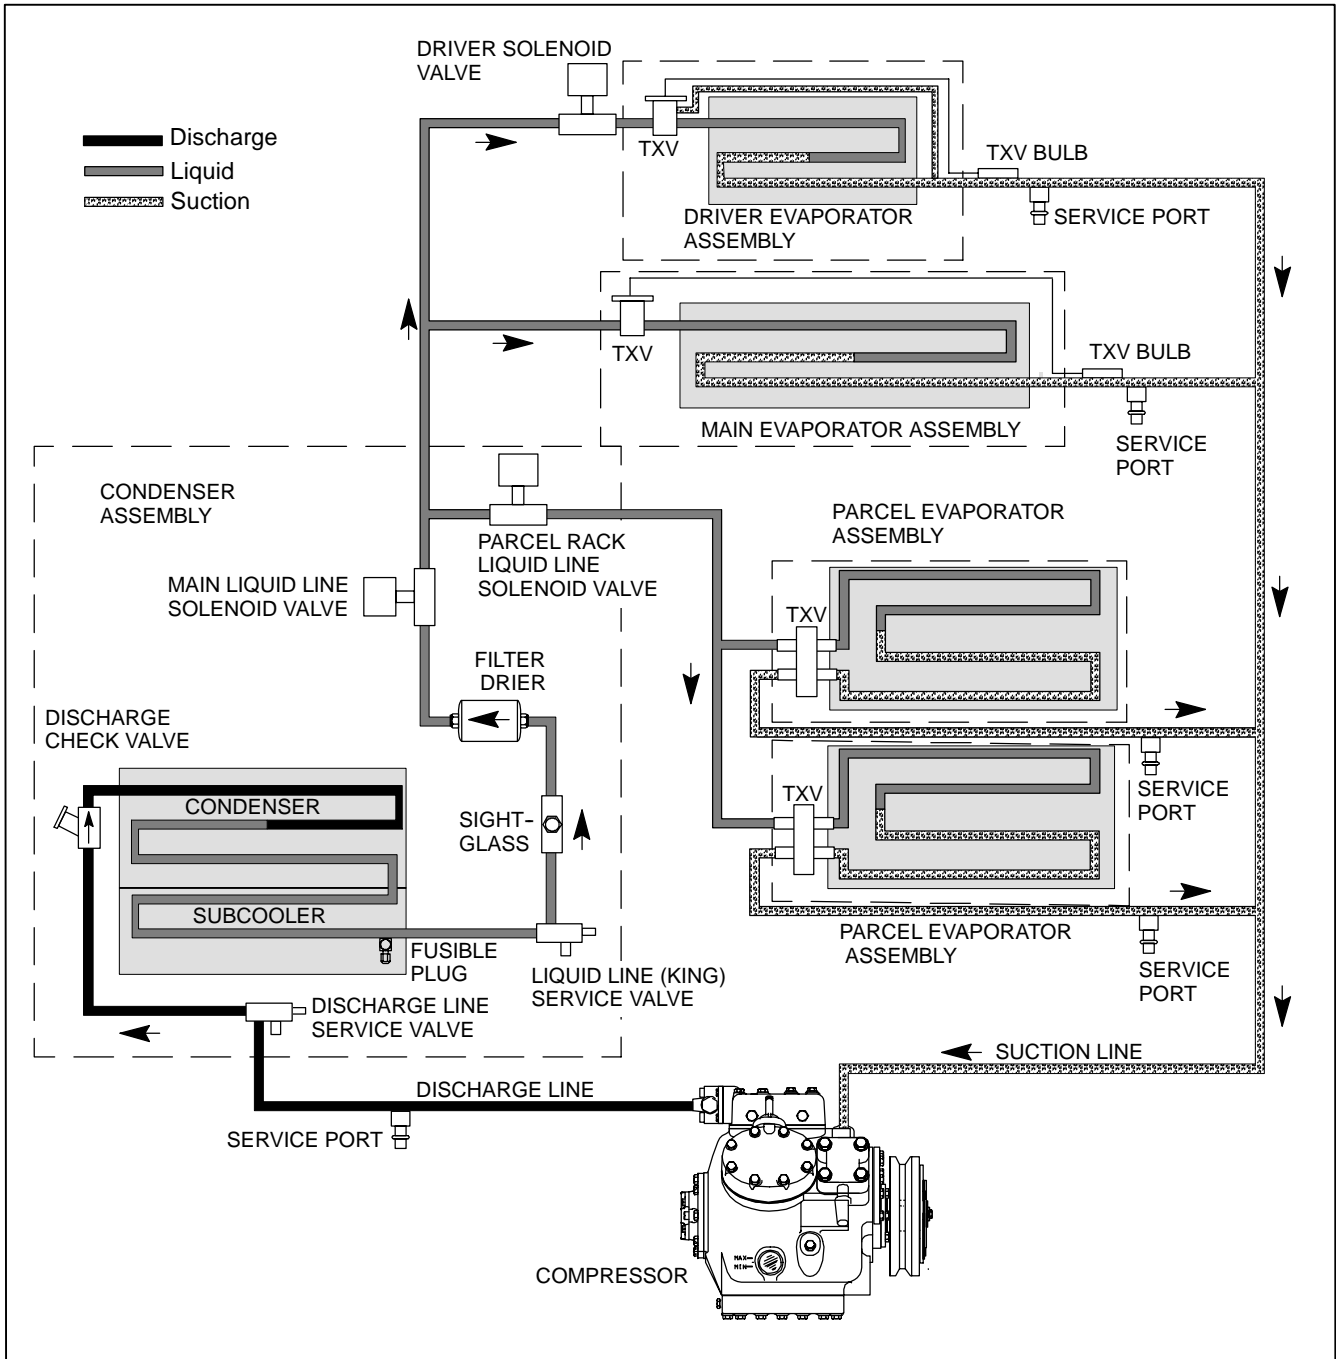 DRIVER SOLENOID
VALVE
Discharge
Liquid
Suction
TXV
TXV BULB
SERVICE PORT
DRIVER EVAPORATOR
ASSEMBLY
TXV
TXV BULB
MAIN EVAPORATOR ASSEMBLY
SERVICE
PORT
CONDENSER
ASSEMBLY
PARCEL RACK
LIQUID LINE
SOLENOID VALVE
MAIN LIQUID LINE
SOLENOID VALVE
PARCEL EVAPORATOR
ASSEMBLY
TXV
FILTER
DRIER
DISCHARGE
CHECK VALVE
SERVICE
PORT
CONDENSER
SIGHT-
GLASS
TXV
SUBCOOLER
FUSIBLE
PLUG
LIQUID LINE (KING)
SERVICE VALVE
PARCEL EVAPORATOR
ASSEMBLY
SERVICE
PORT
DISCHARGE LINE
SERVICE VALVE
SUCTION LINE
DISCHARGE LINE
SERVICE PORT
MAX
MIN
COMPRESSOR